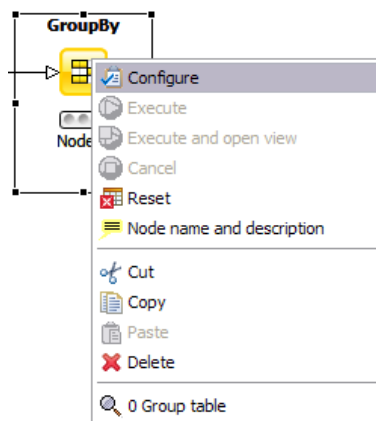 GroupBy
Configure
Execute
Execute and open view
Cancel
Node
Reset
Node name and description
Cut
Copy
Paste
Delete
0 Group table